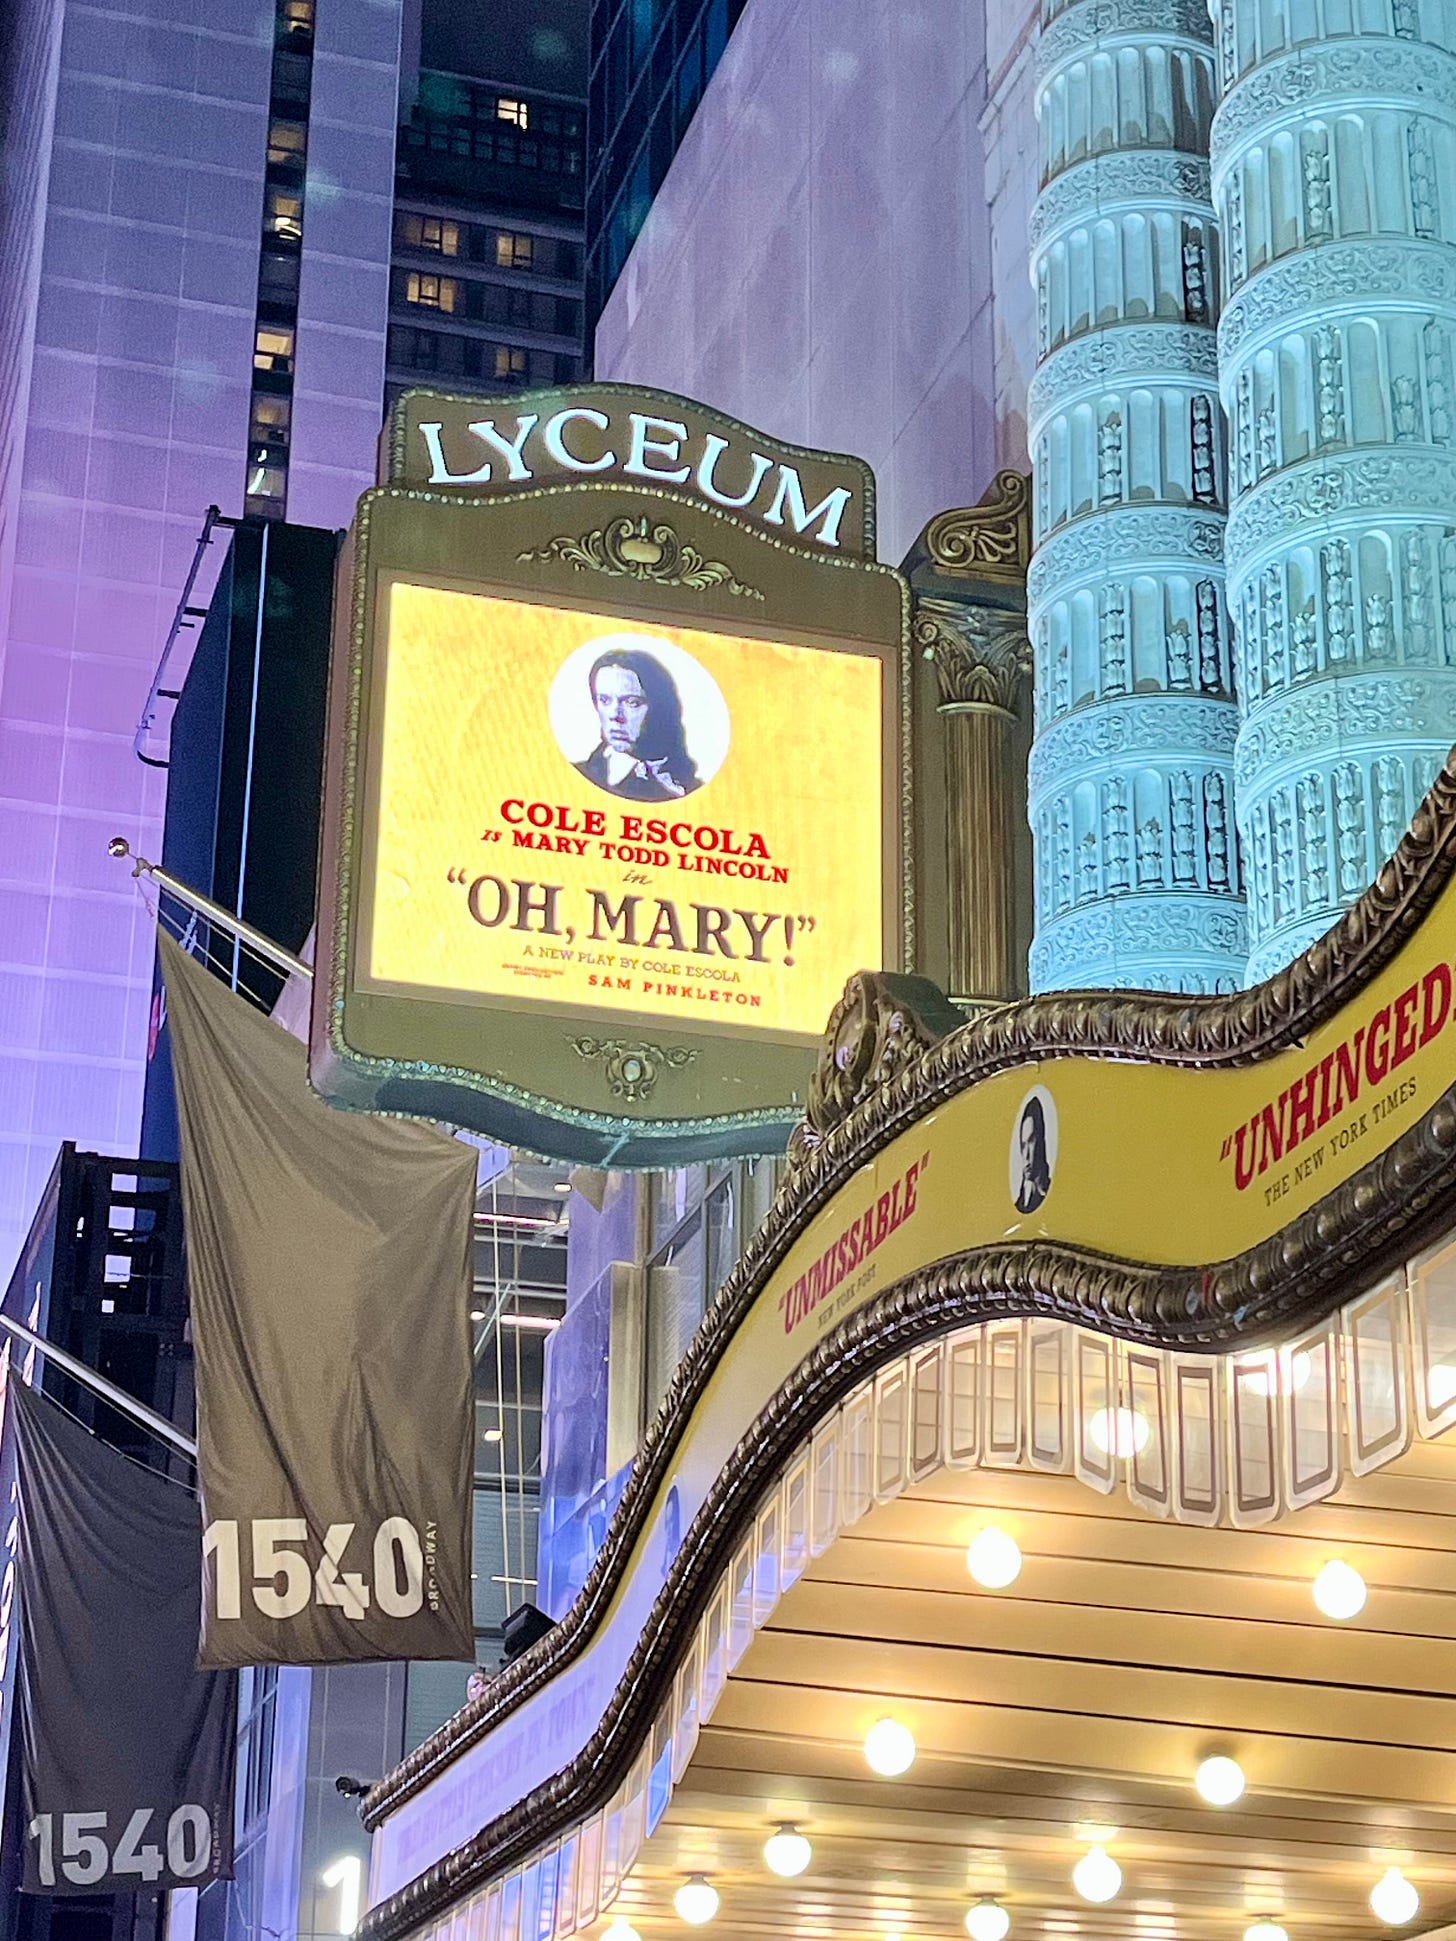 LYCEUM
COLE ESCOLA
is MARY TODD LINCOLN
in
“OH, MARY!”
A NEW PLAY BY COLE ESCOLA
SAM PINKLETON
"UNMISSABLE"
NEW YORK POST
"UNHINGED
THE NEW YORK TIMES
1540
BROADWAY
1540
BROADWAY
1